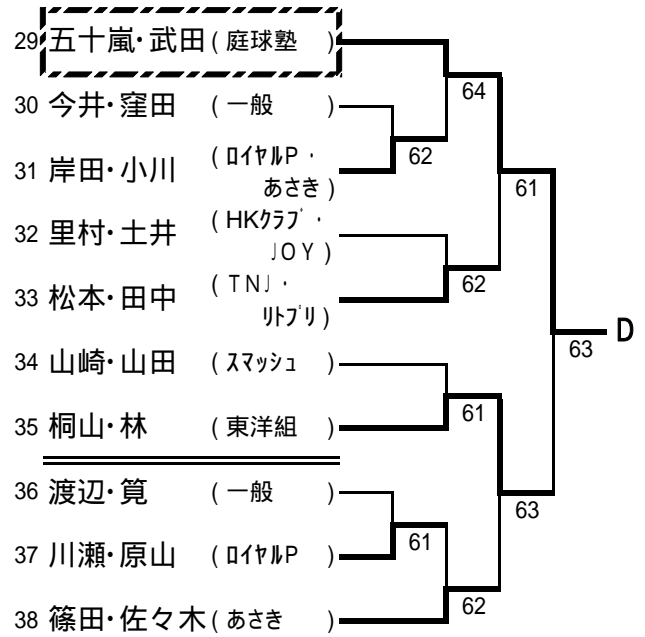 29 五十嵐・武田 ( 庭球塾 )
64
30 今井・窪田 ( 一般 )
62
31 岸田・小川 ( ロイヤルP・
あさき )
61
32 里村・土井 ( HKクラブ・
JOY )
62
33 松本・田中 ( TNJ・
リトプリ )
63 D
34 山崎・山田 ( スマッシュ )
61
35 桐山・林 ( 東洋組 )
36 渡辺・筧 ( 一般 )
63
61
37 川瀬・原山 ( ロイヤルP )
62
38 篠田・佐々木 ( あさき )